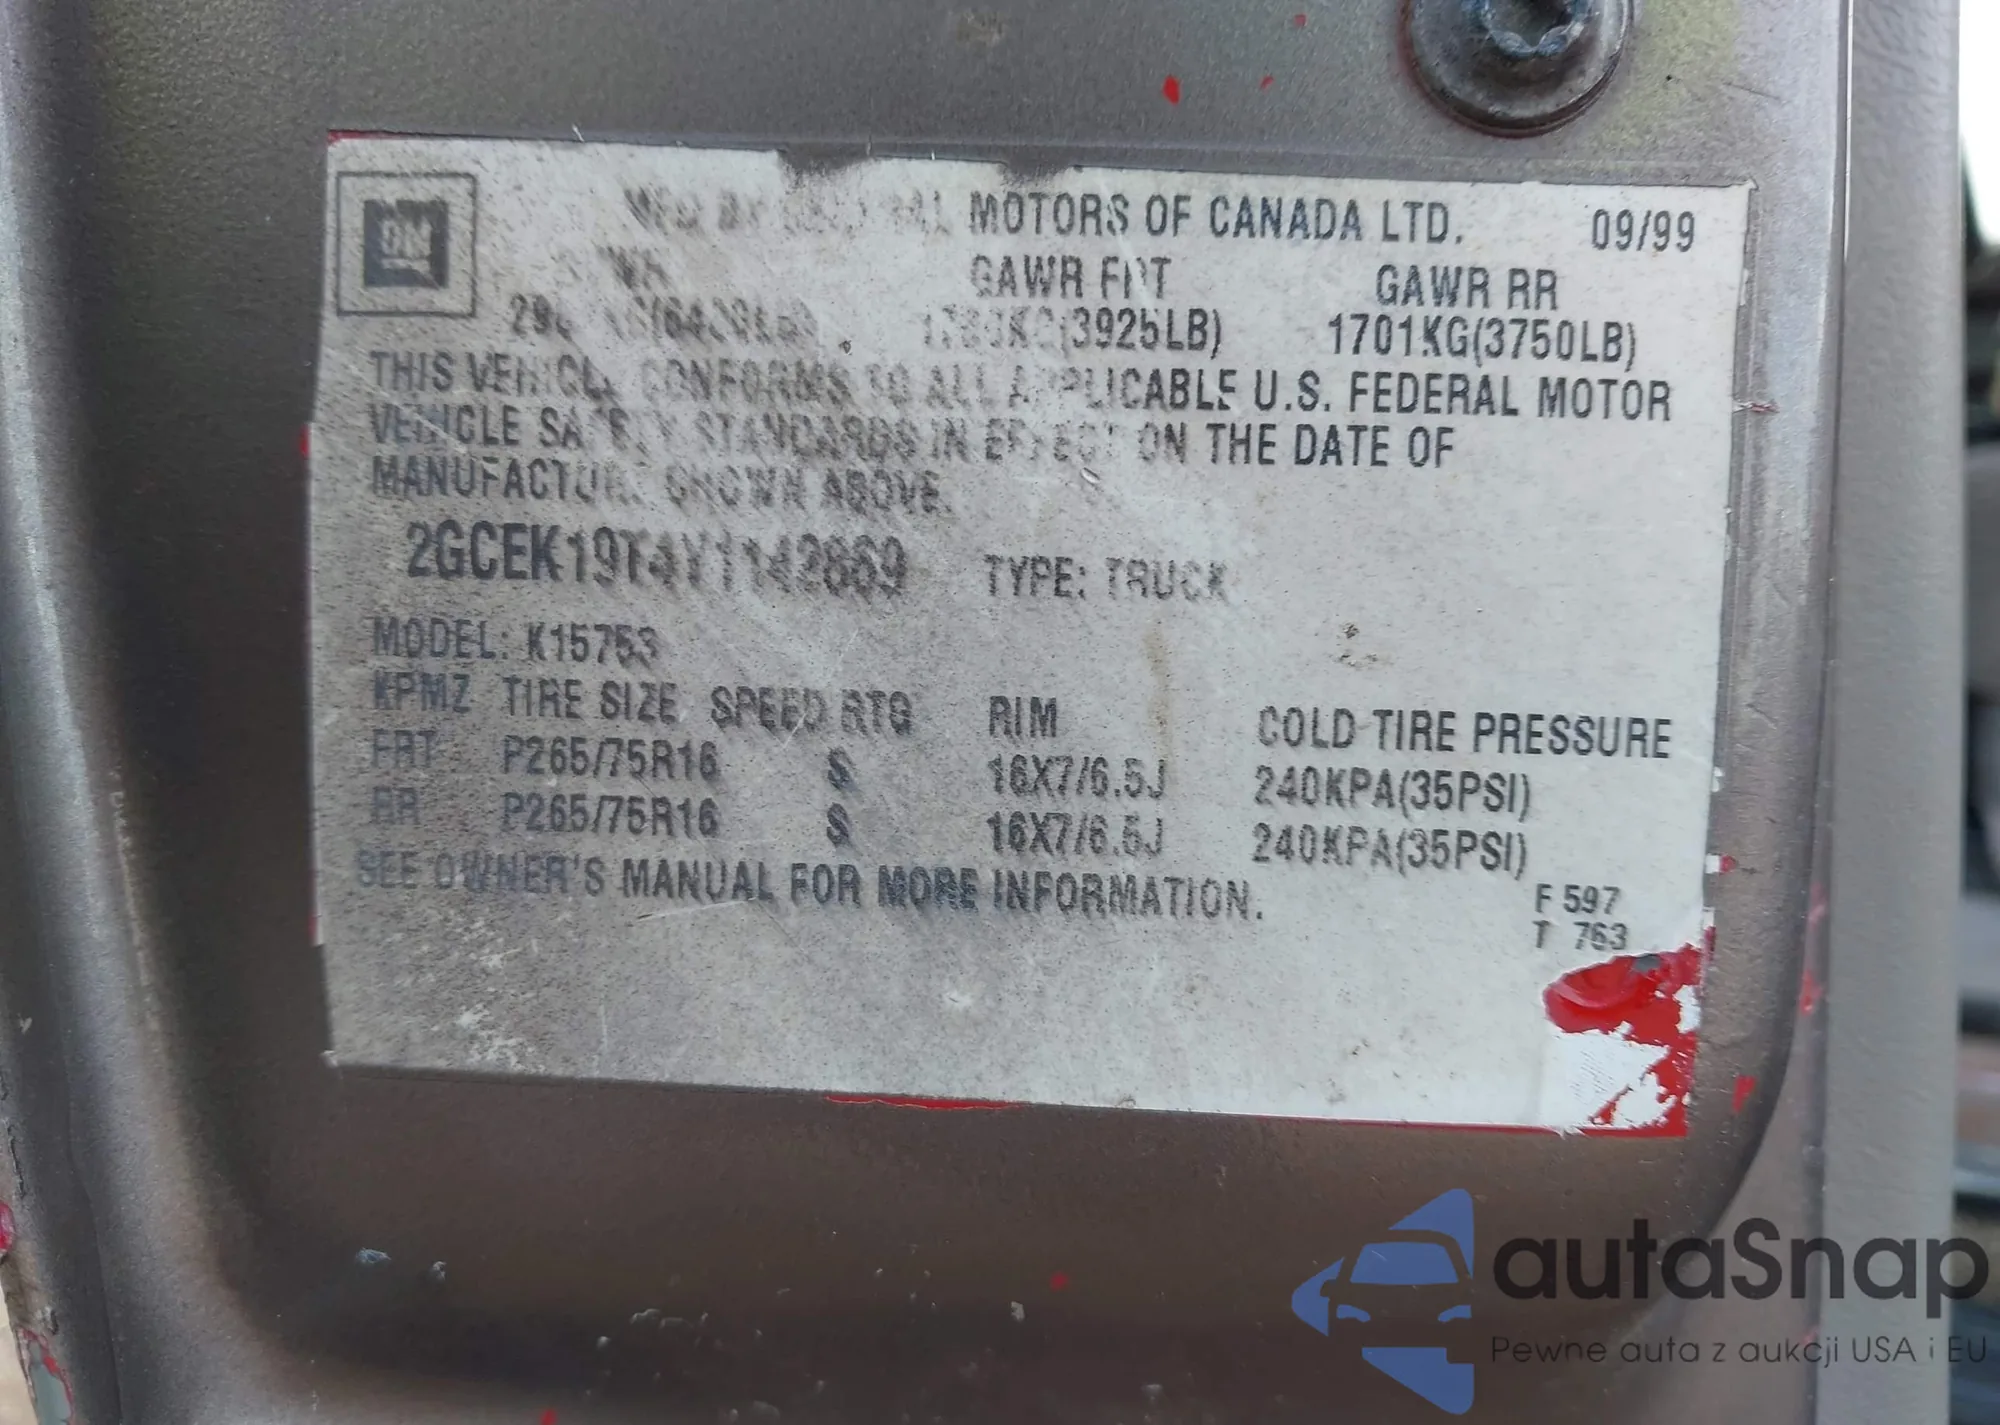 GM
MOTORS OF CANADA LTD. 09/99
GAWR FRT GAWR RR
(3925LB) 1701KG(3750LB)
THIS VEHICLE CONFORMS TO ALL APPLICABLE U.S. FEDERAL MOTOR
VEHICLE SAFETY STANDARDS IN EFFECT ON THE DATE OF
MANUFACTURE SHOWN ABOVE.
TYPE: TRUCK
MODEL: K15753
KPMZ TIRE SIZE SPEED RTG RIM COLD TIRE PRESSURE
FRT P265/75R16 S 16X7/6.5J 240KPA(35PSI)
RR P265/75R16 S 16X7/6.5J 240KPA(35PSI)
SEE OWNER'S MANUAL FOR MORE INFORMATION.
F 597
T 763
autaSnap
Pewne auta z aukcji USA i EU